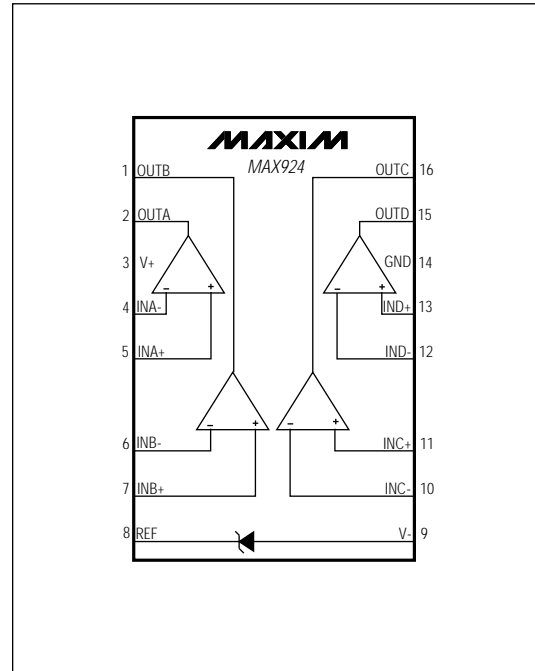 MAXIM
MAX924
1 OUTB
OUTC 16
2 OUTA
OUTD 15
3 V+
GND 14
- +
- +
4 INA-
IND+ 13
5 INA+
IND- 12
- +
- +
6 INB-
INC+ 11
7 INB+
INC- 10
8 REF
V- 9